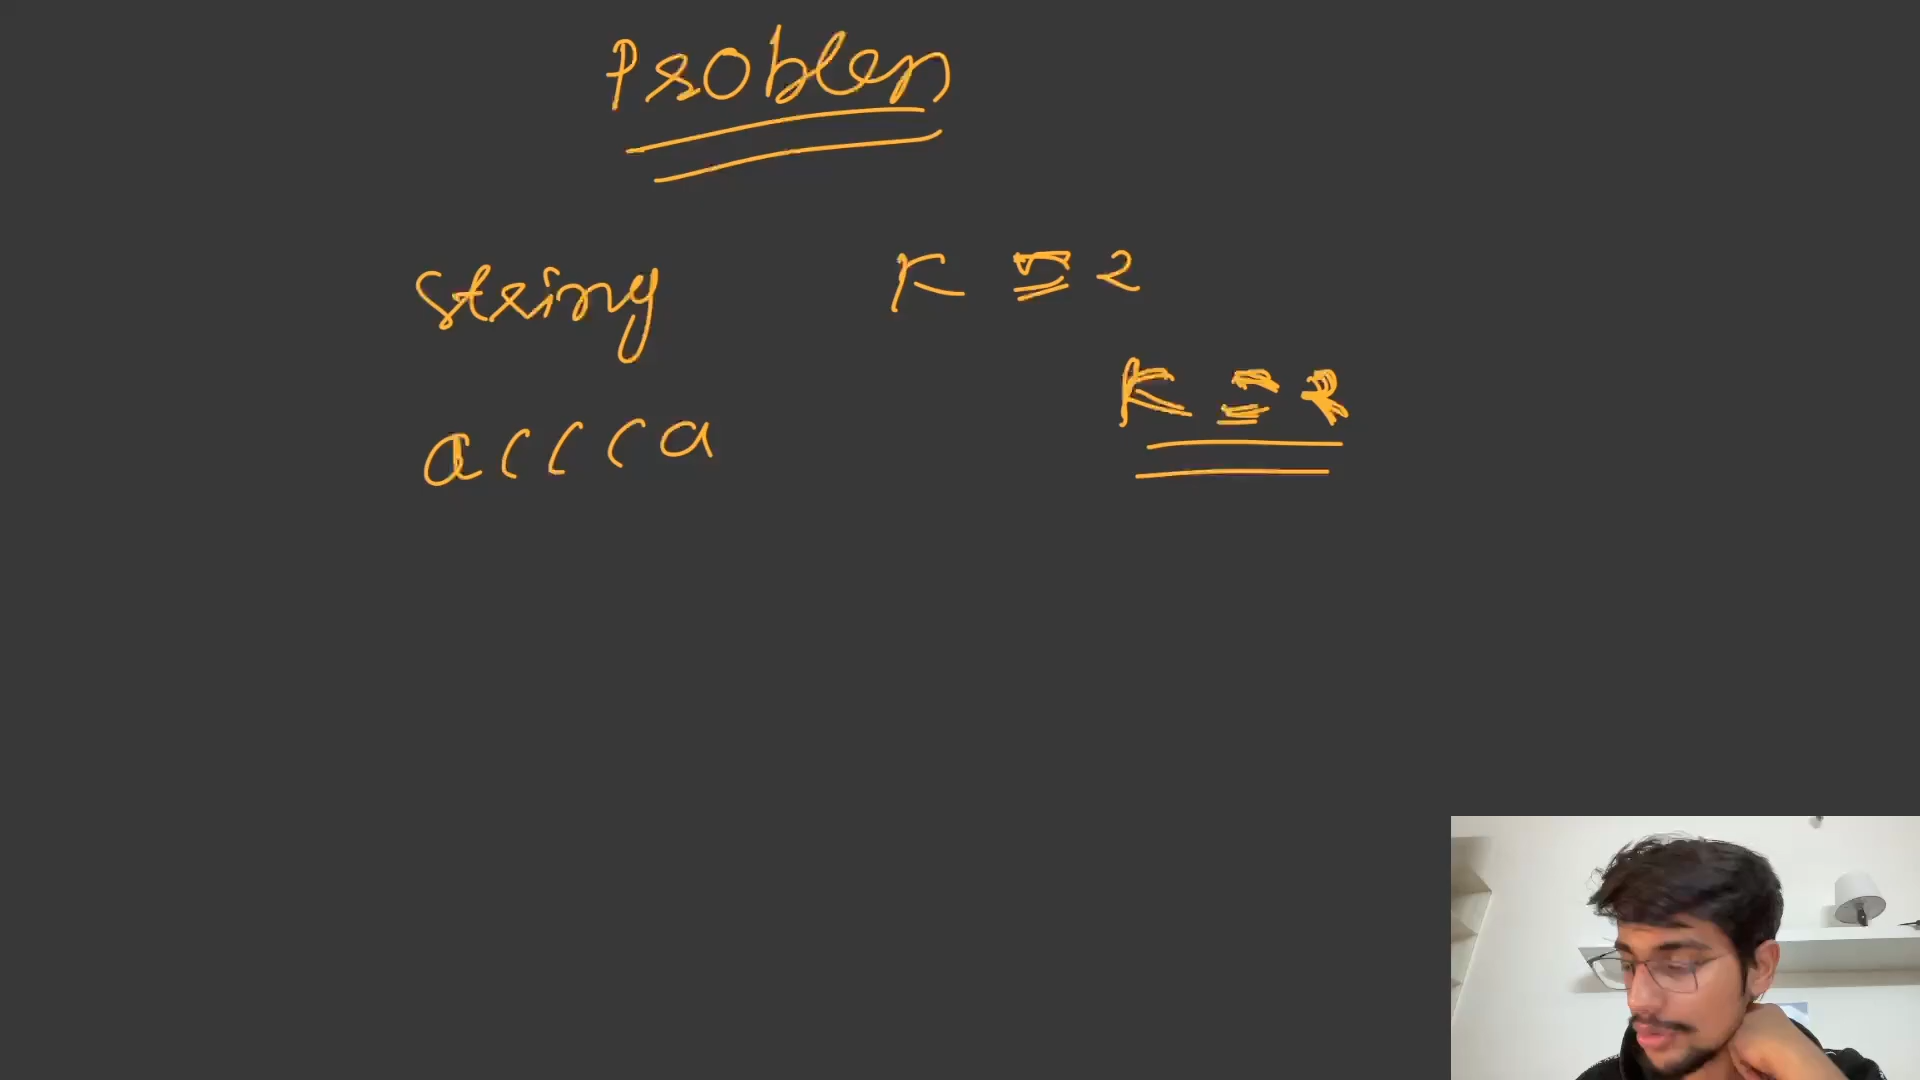 Problem
string K = 2
K = 2
accca